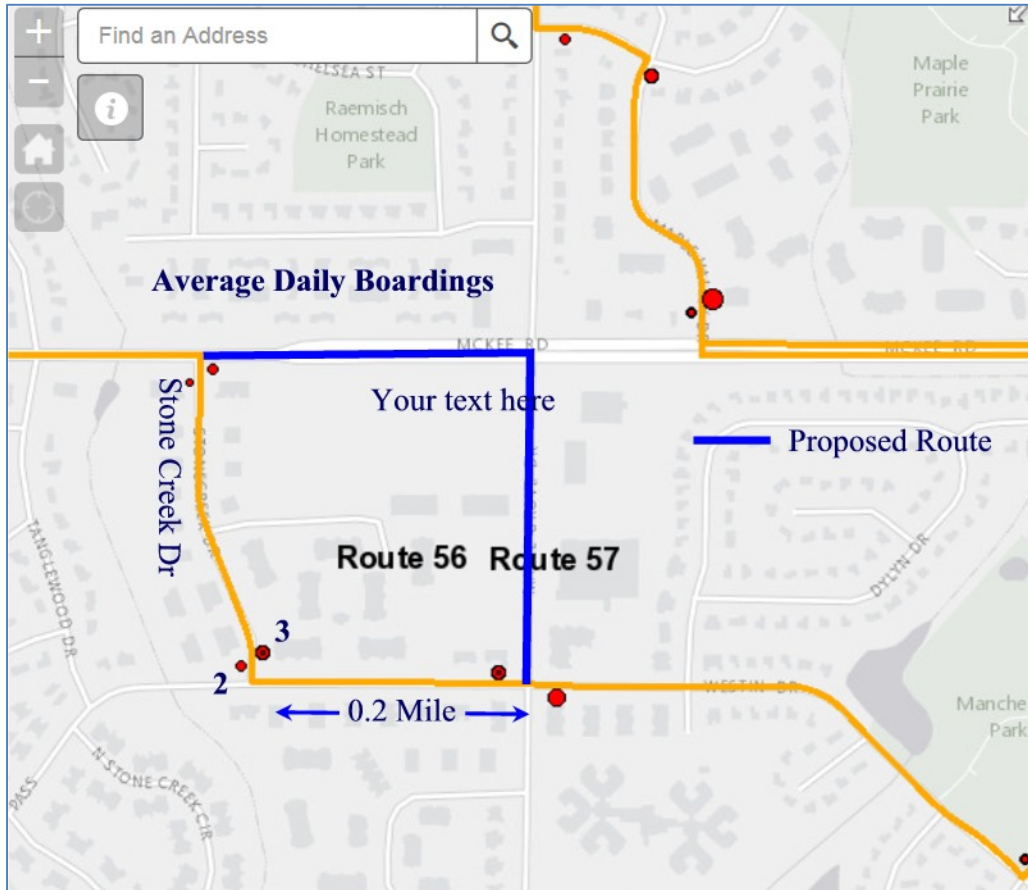 Find an Address
CHELSEA ST
Raemisch
Homestead
Park
Maple
Prairie
Park
Average Daily Boardings
MCKEE RD
MCKEE RD
Your text here
Proposed Route
Stone Creek Dr
TANGLEWOOD DR
Route 56
Route 57
DYLYN DR
3
2
0.2 Mile
WESTIN DR
Manche
Park
N STONE CREEK CIR
PASS